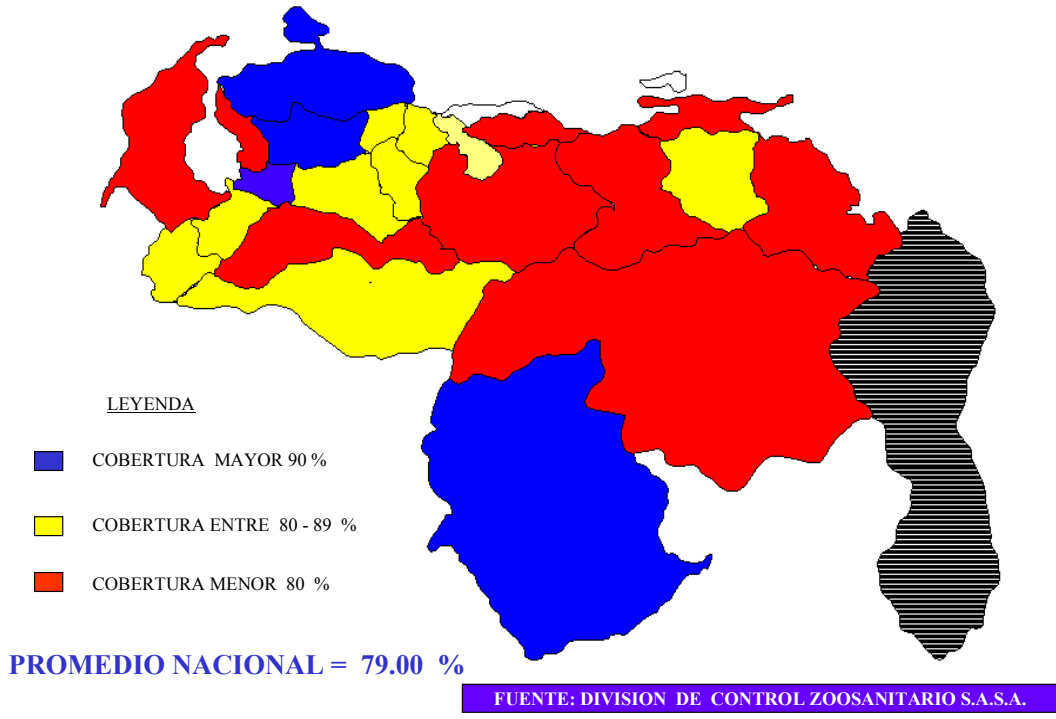 LEYENDA
COBERTURA MAYOR 90 %
COBERTURA ENTRE 80 - 89 %
COBERTURA MENOR 80 %
PROMEDIO NACIONAL = 79.00 %
FUENTE: DIVISION DE CONTROL ZOOSANITARIO S.A.S.A.